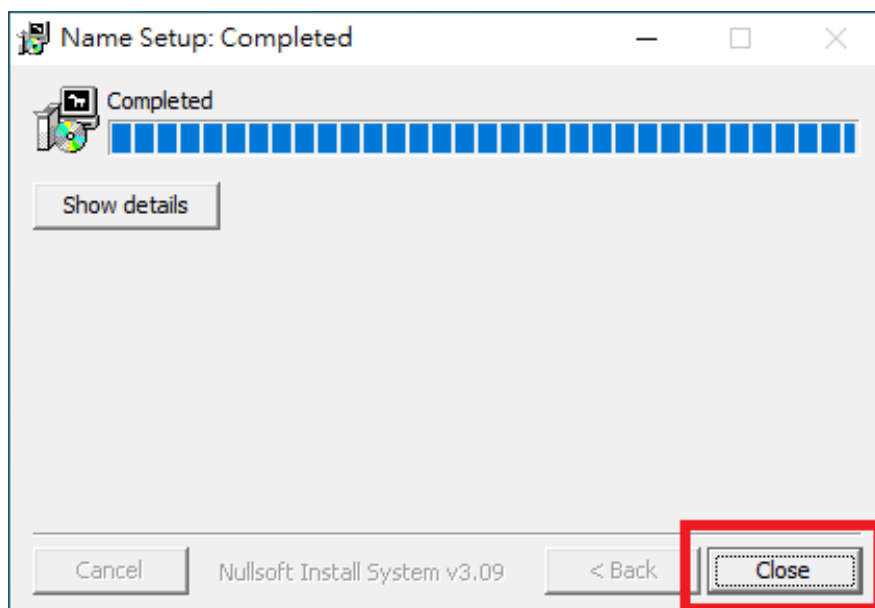 Name Setup: Completed
Completed
Show details
Cancel
Nullsoft Install System v3.09
< Back
Close